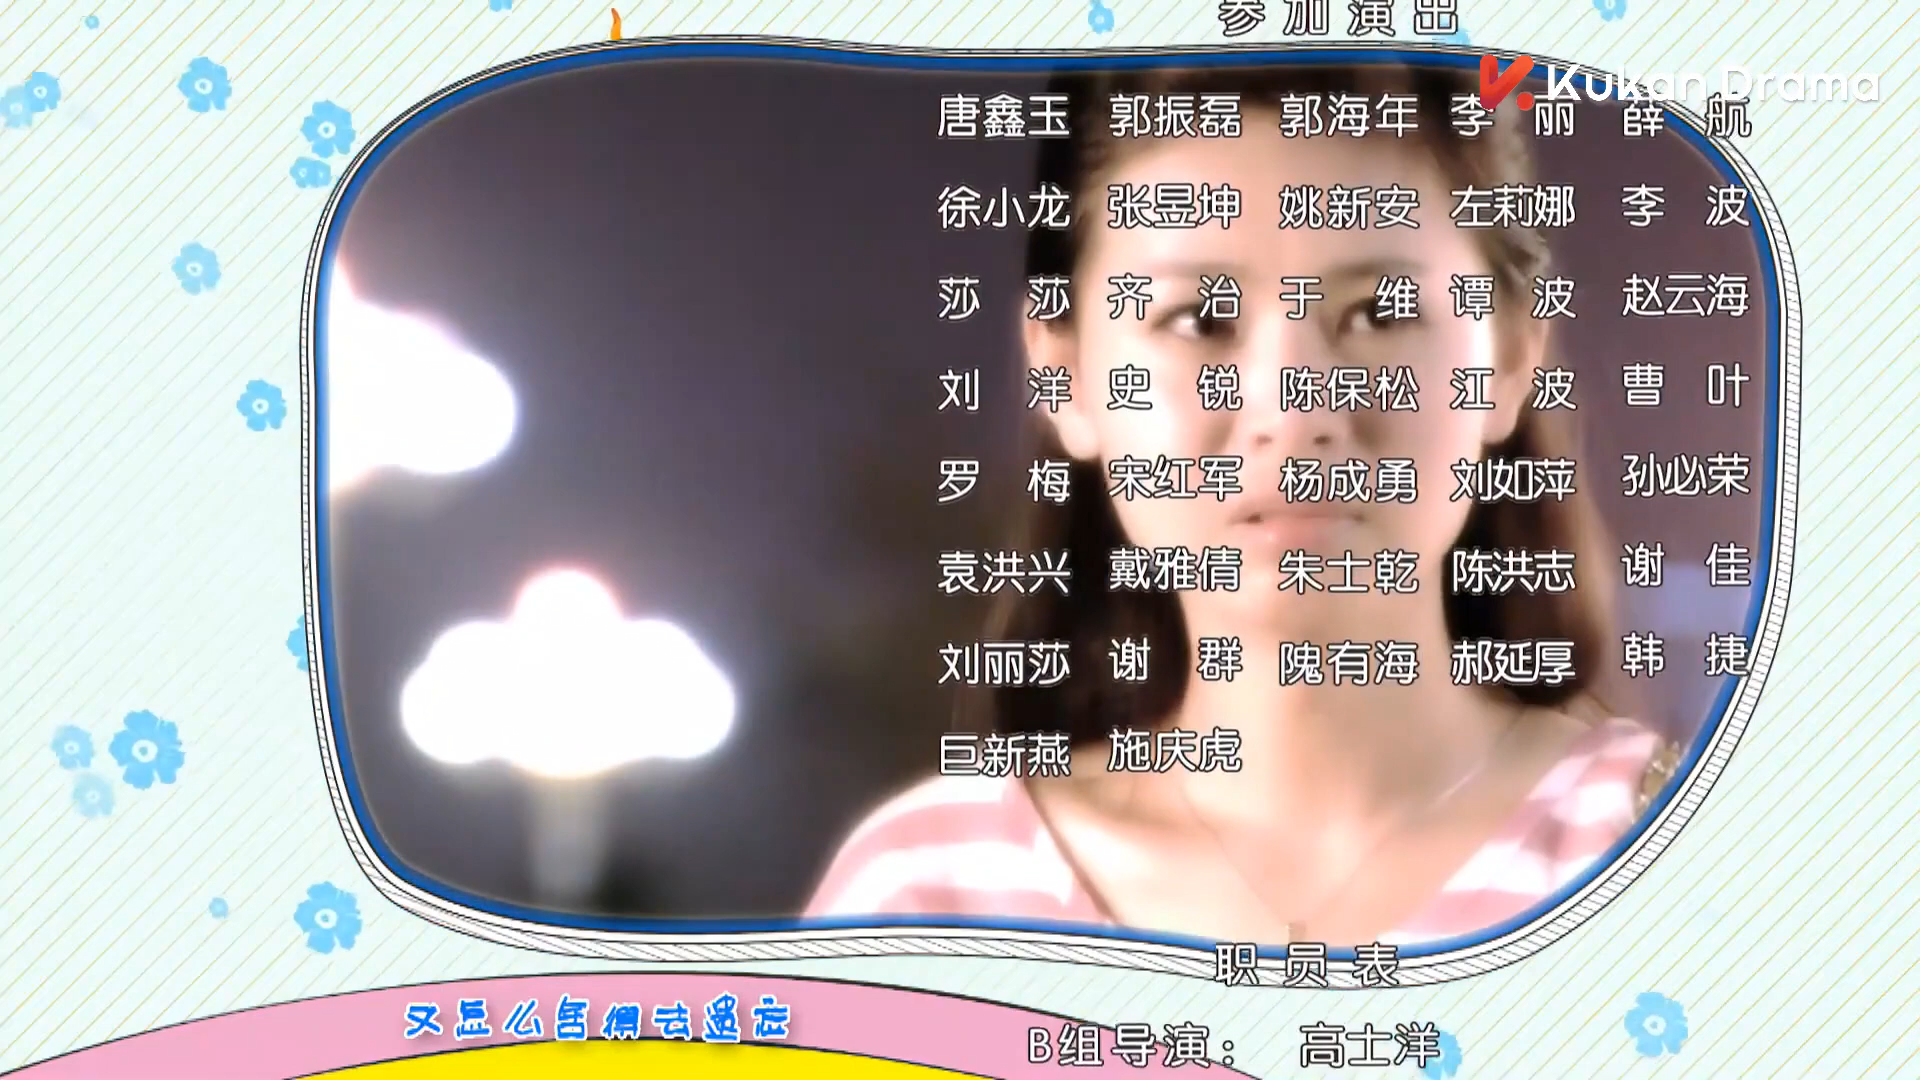 参加演出
Kukan Drama
唐鑫玉 郭振磊 郭海年 李 丽 薛 航
徐小龙 张昱坤 姚新安 左莉娜 李 波
莎 莎 齐 治 于 维 谭 波 赵云海
刘 洋 史 锐 陈保松 江 波 曹 叶
罗 梅 宋红军 杨成勇 刘如萍 孙必荣
袁洪兴 戴雅倩 朱士乾 陈洪志 谢 佳
刘丽莎 谢 群 隗有海 郝延厚 韩 捷
巨新燕 施庆虎
职员表
又怎么舍得去遗忘
B组导演： 高士洋